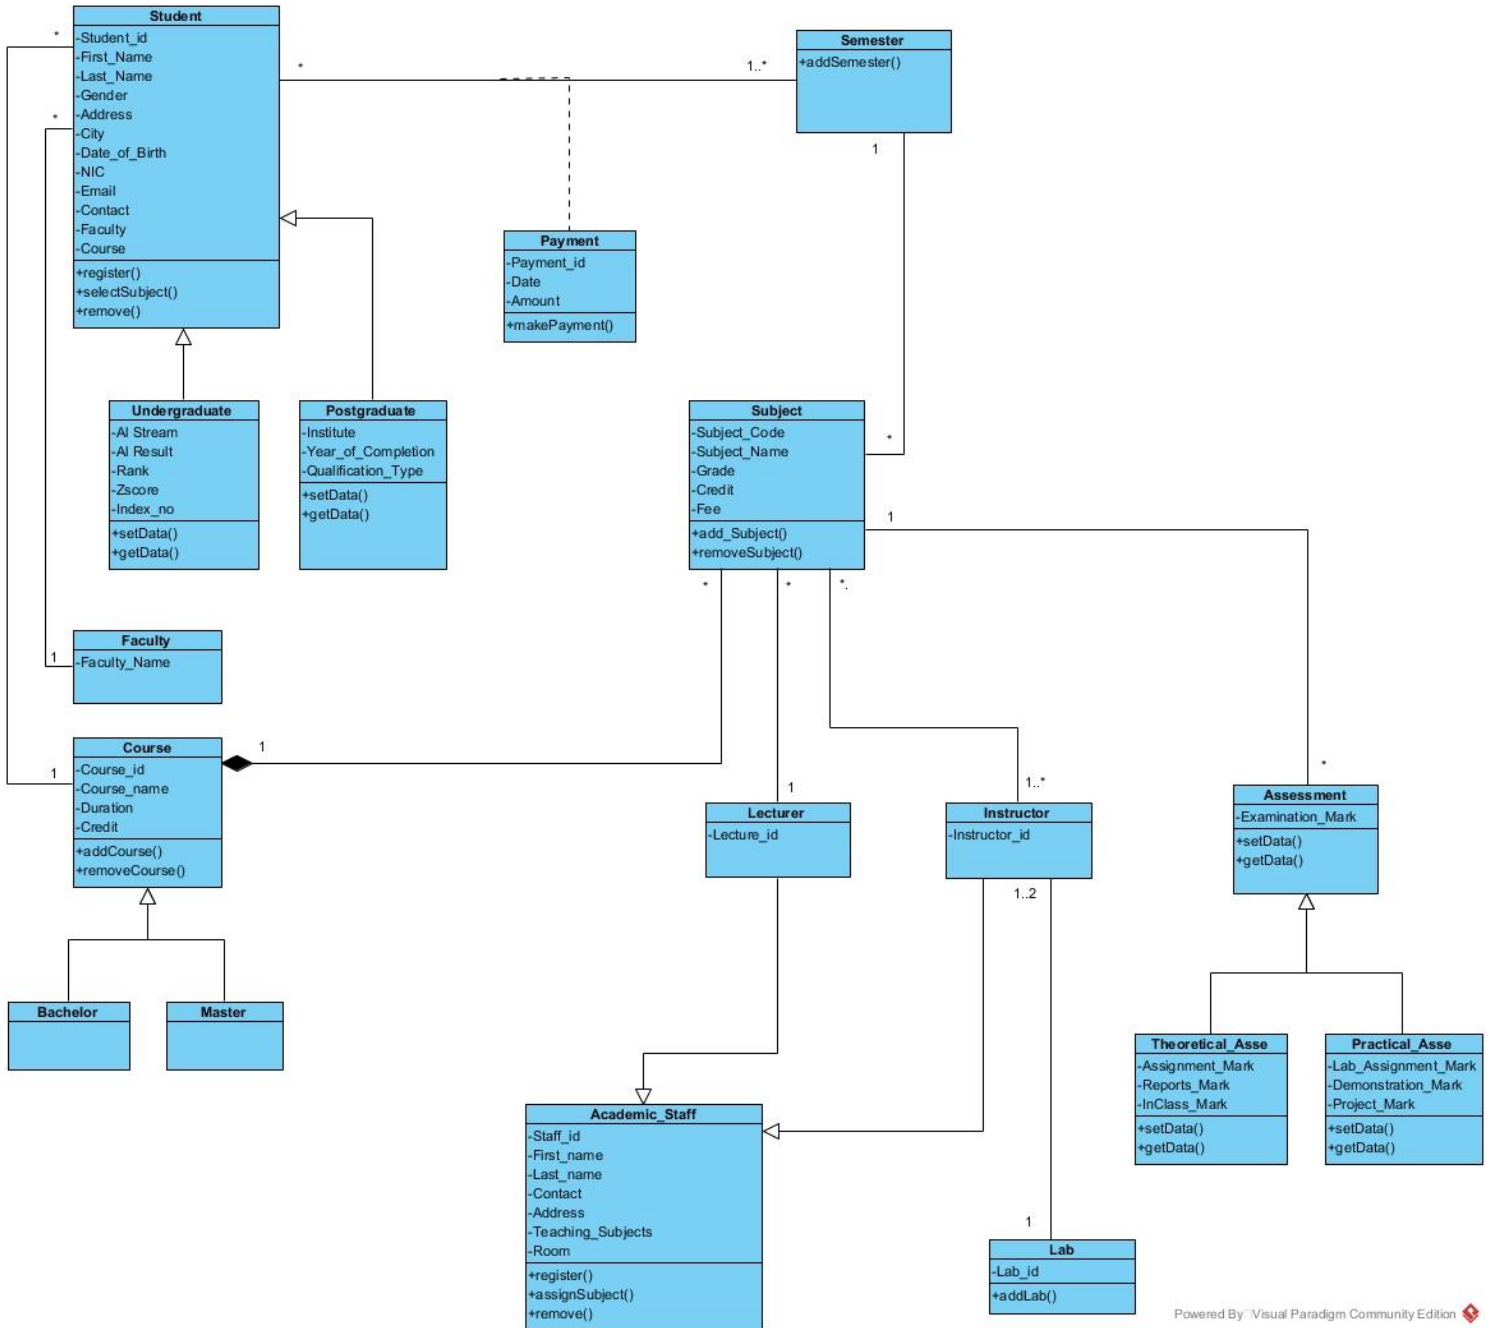 Student
-Student_id
-First_Name
-Last_Name
-Gender
-Address
-City
-Date_of_Birth
-NIC
-Email
-Contact
-Faculty
-Course
+register()
+selectSubject()
+remove()
*
*
*
1..*
Semester
+addSemester()
1
Payment
-Payment_id
-Date
-Amount
+makePayment()
Undergraduate
-Al Stream
-Al Result
-Rank
-Zscore
-Index_no
+setData()
+getData()
Postgraduate
-Institute
-Year_of_Completion
-Qualification_Type
+setData()
+getData()
Subject
-Subject_Code
-Subject_Name
-Grade
-Credit
-Fee
+add_Subject()
+removeSubject()
*
1
*
*
*.
Faculty
-Faculty_Name
1
Course
-Course_id
-Course_name
-Duration
-Credit
+addCourse()
+removeCourse()
1
1
1
Lecturer
-Lecture_id
1..*
Instructor
-Instructor_id
1..2
*
Assessment
-Examination_Mark
+setData()
+getData()
Bachelor
Master
Theoretical_Asse
-Assignment_Mark
-Reports_Mark
-InClass_Mark
+setData()
+getData()
Practical_Asse
-Lab_Assignment_Mark
-Demonstration_Mark
-Project_Mark
+setData()
+getData()
Academic_Staff
-Staff_id
-First_name
-Last_name
-Contact
-Address
-Teaching_Subjects
-Room
+register()
+assignSubject()
+remove()
1
Lab
-Lab_id
+addLab()
Powered By Visual Paradigm Community Edition